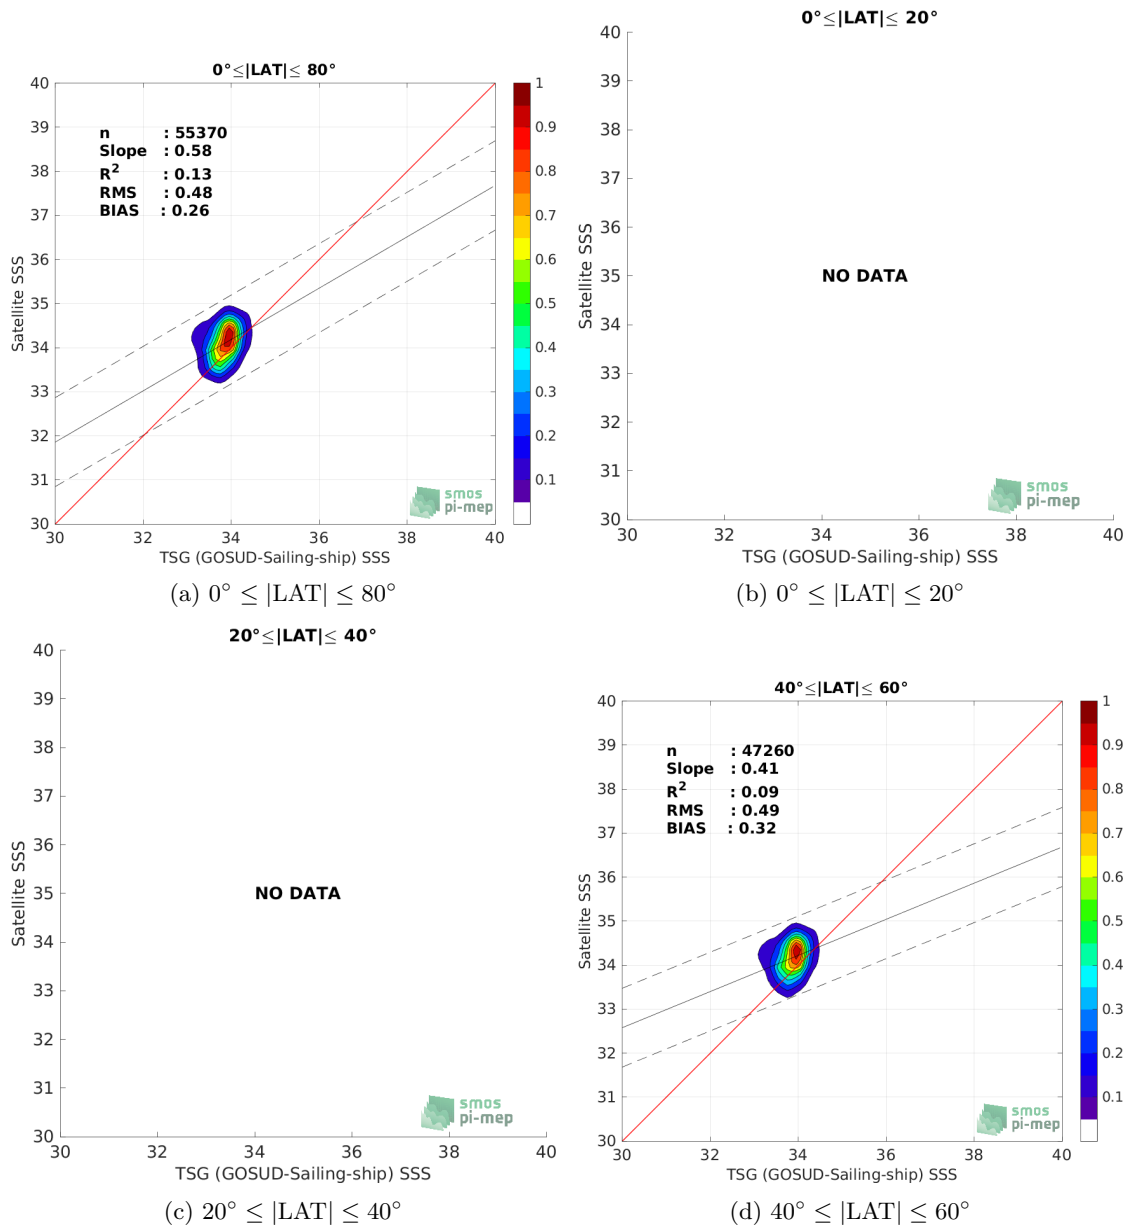 0°≤|LAT|≤ 80°
40
39
38
37
36
35
34
33
32
31
30
Satellite SSS
n : 55370
Slope : 0.58
R2 : 0.13
RMS : 0.48
BIAS : 0.26
1
0.9
0.8
0.7
0.6
0.5
0.4
0.3
0.2
0.1
smos
pi-mep
30 32 34 36 38 40
TSG (GOSUD-Sailing-ship) SSS
(a) 0° ≤ |LAT| ≤ 80°
0°≤|LAT|≤ 20°
40
39
38
37
36
35
34
33
32
31
30
Satellite SSS
NO DATA
smos
pi-mep
30 32 34 36 38 40
TSG (GOSUD-Sailing-ship) SSS
(b) 0° ≤ |LAT| ≤ 20°
20°≤|LAT|≤ 40°
40
39
38
37
36
35
34
33
32
31
30
Satellite SSS
NO DATA
smos
pi-mep
30 32 34 36 38 40
TSG (GOSUD-Sailing-ship) SSS
(c) 20° ≤ |LAT| ≤ 40°
40°≤|LAT|≤ 60°
40
39
38
37
36
35
34
33
32
31
30
Satellite SSS
n : 47260
Slope : 0.41
R2 : 0.09
RMS : 0.49
BIAS : 0.32
1
0.9
0.8
0.7
0.6
0.5
0.4
0.3
0.2
0.1
smos
pi-mep
30 32 34 36 38 40
TSG (GOSUD-Sailing-ship) SSS
(d) 40° ≤ |LAT| ≤ 60°